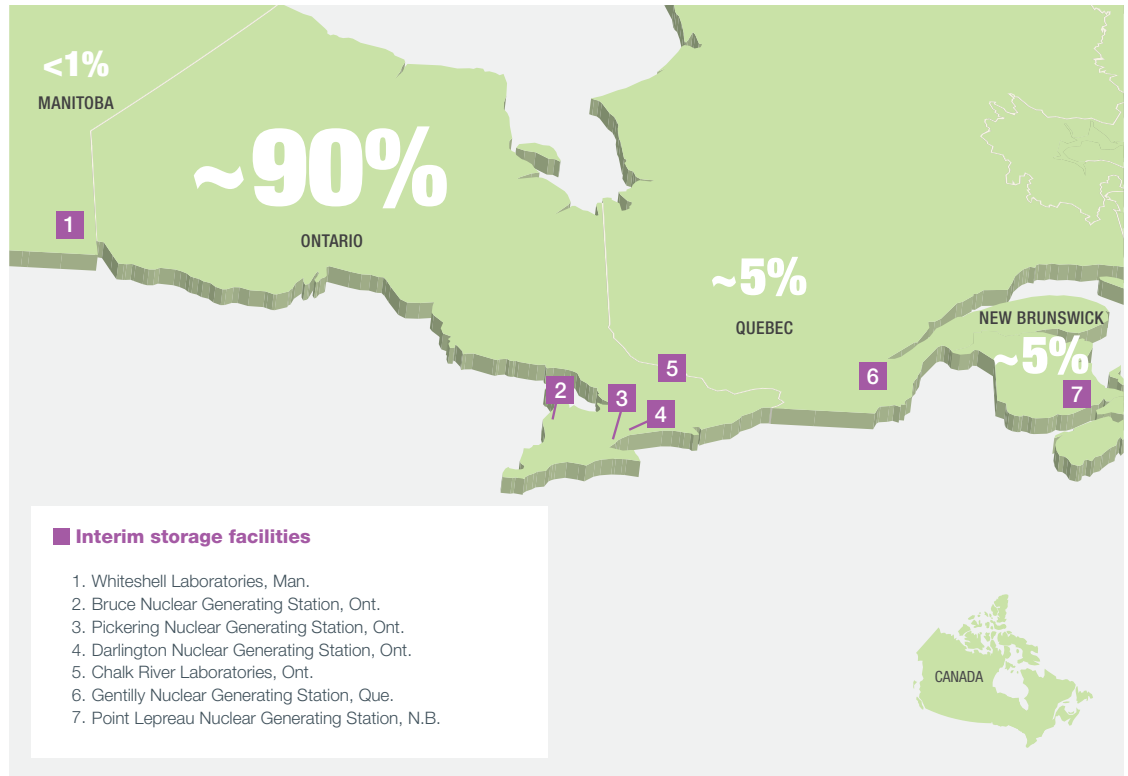 <1%
MANITOBA
~90%
ONTARIO
1
~5%
QUEBEC
NEW BRUNSWICK
~5%
2
3
4
5
6
7
Interim storage facilities
1. Whiteshell Laboratories, Man.
2. Bruce Nuclear Generating Station, Ont.
3. Pickering Nuclear Generating Station, Ont.
4. Darlington Nuclear Generating Station, Ont.
5. Chalk River Laboratories, Ont.
6. Gentilly Nuclear Generating Station, Que.
7. Point Lepreau Nuclear Generating Station, N.B.
CANADA